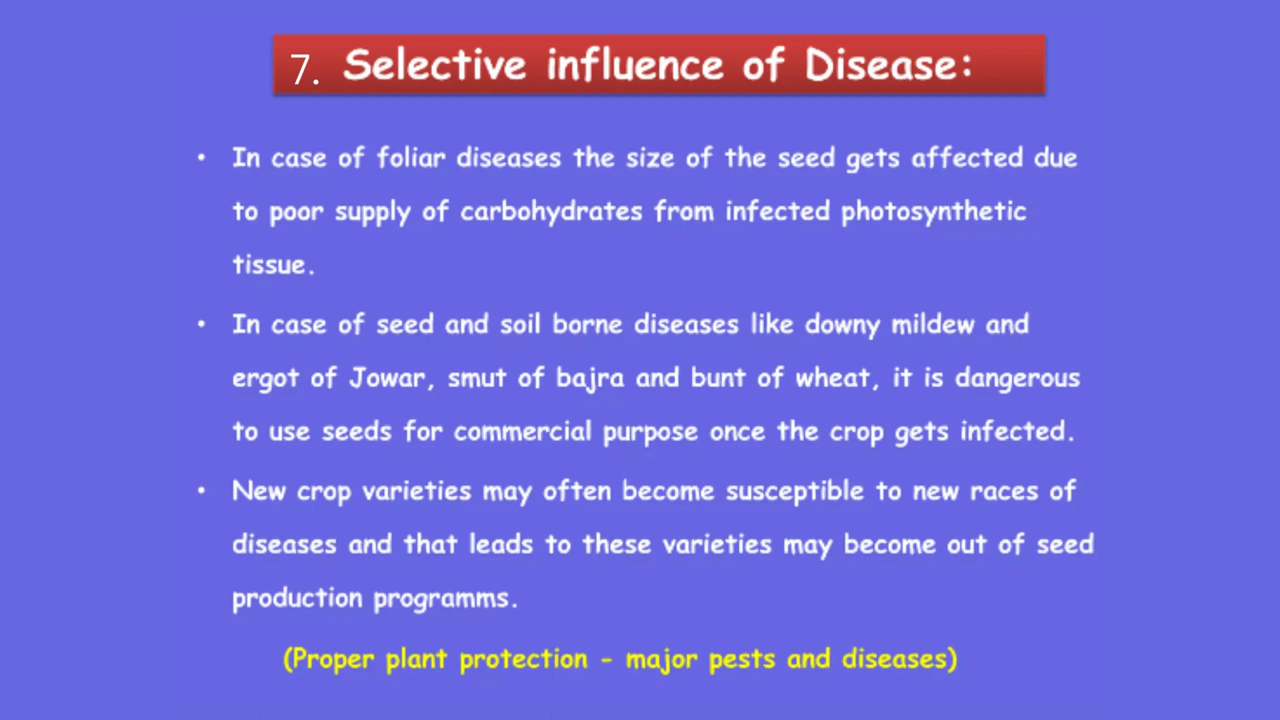 7. Selective influence of Disease:
• In case of foliar diseases the size of the seed gets affected due
to poor supply of carbohydrates from infected photosynthetic
tissue.
• In case of seed and soil borne diseases like downy mildew and
ergot of Jowar, smut of bajra and bunt of wheat, it is dangerous
to use seeds for commercial purpose once the crop gets infected.
• New crop varieties may often become susceptible to new races of
diseases and that leads to these varieties may become out of seed
production programms.
(Proper plant protection - major pests and diseases)